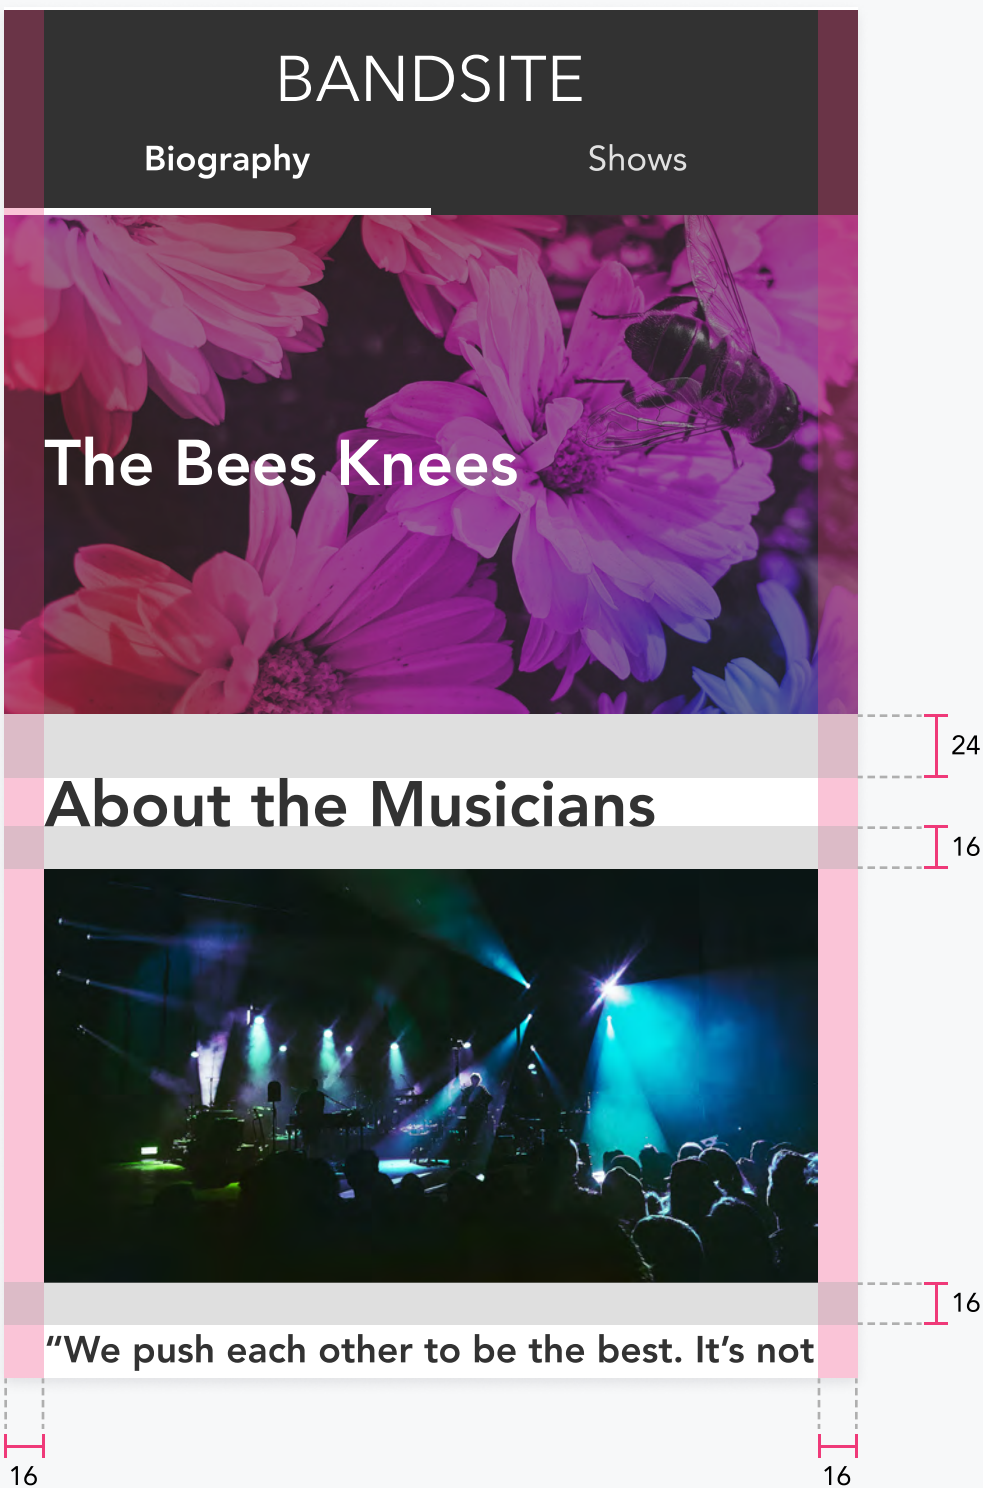 BANDSITE
Biography Shows
The Bees Knees
24
About the Musicians
16
16
“We push each other to be the best. It’s not
16 16